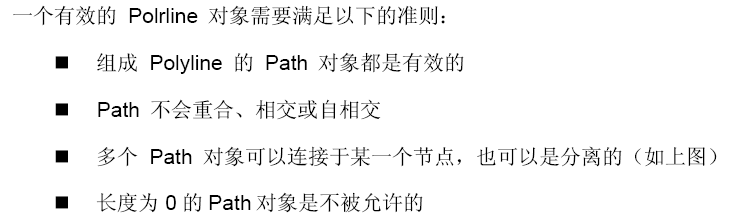 一个有效的 Polrline 对象需要满足以下的准则：
■ 组成 Polyline 的 Path 对象都是有效的
■ Path 不会重合、相交或自相交
■ 多个 Path 对象可以连接于某一个节点，也可以是分离的（如上图）
■ 长度为 0 的 Path 对象是不被允许的